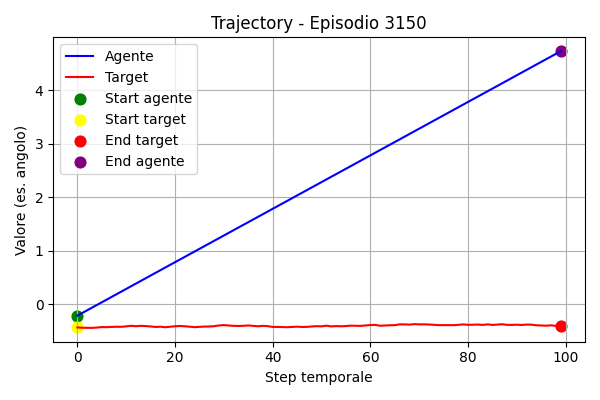 Trajectory - Episodio 3150
Agente
Target
Start agente
Start target
End target
End agente
Valore (es. angolo)
4
3
2
1
0
0 20 40 60 80 100
Step temporale